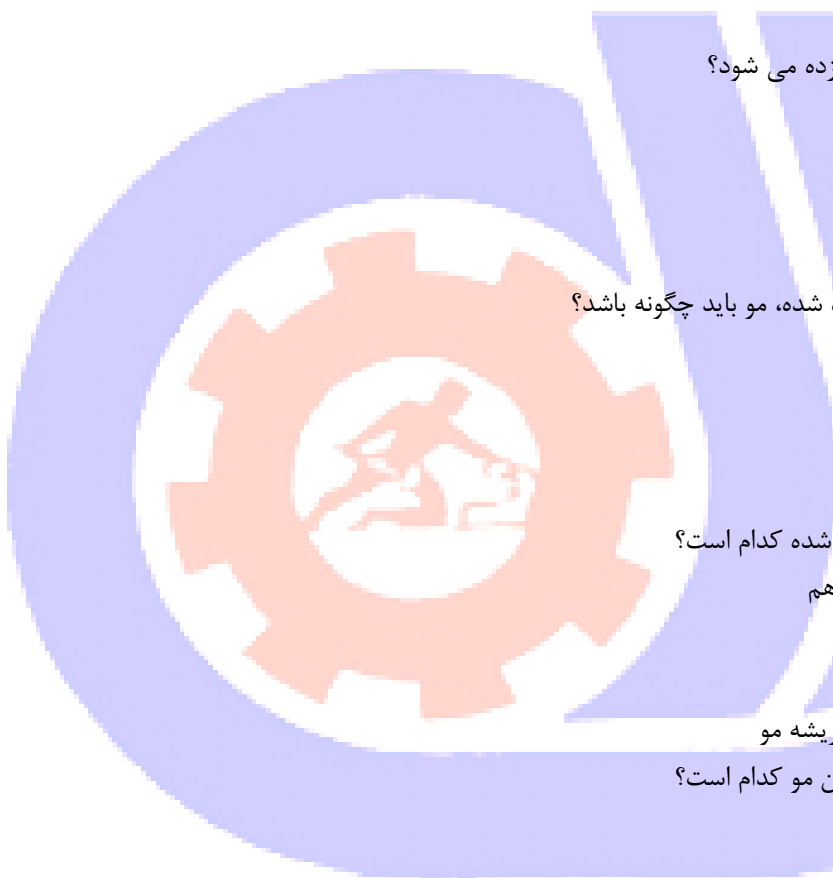 زده می شود؟
شده، مو باید چگونه باشد؟
شده کدام است؟
هم
ریشه مو
مو کدام است؟